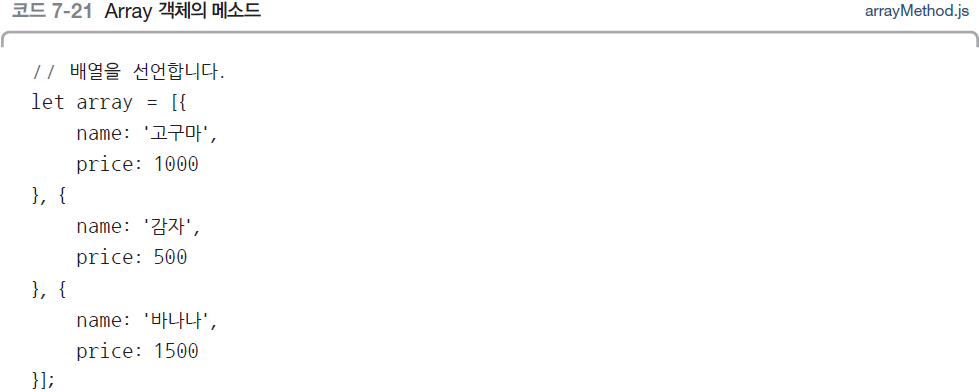 코드 7-21 Array 객체의 메소드 arrayMethod.js
// 배열을 선언합니다.
let array = [{
    name: '고구마',
    price: 1000
}, {
    name: '감자',
    price: 500
}, {
    name: '바나나',
    price: 1500
}];